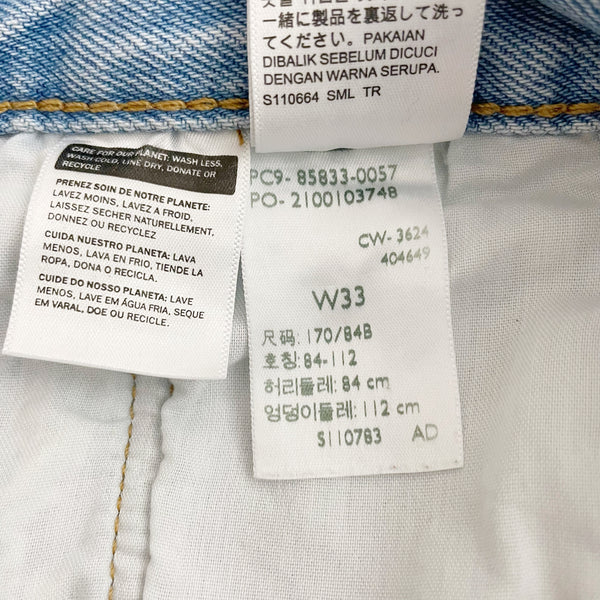 一緒に製品を裏返して洗っ
てください。PAKAIAN
DIBALIK SEBELUM DICUCI
DENGAN WARNA SERUPA.
S110664 SML TR
CARE FOR OUR PLANET: WASH LESS,
WASH COLD, LINE DRY, DONATE OR
RECYCLE
PRENEZ SOIN DE NOTRE PLANETE:
LAVEZ MOINS, LAVEZ A FROID,
LAISSEZ SECHER NATURELLEMENT,
DONNEZ OU RECYCLEZ
CUIDA NUESTRO PLANETA: LAVA
MENOS, LAVA EN FRIO, TIENDE LA
ROPA, DONA O RECICLA.
CUIDE DO NOSSO PLANETA: LAVE
MENOS, LAVE EM ÁGUA FRIA, SEQUE
EM VARAL, DOE OU RECICLE.
PC9- 85833-0057
PO- 2100103748
CW- 3624
404649
W33
尺码: 170/84B
호칭: 84-112
허리둘레: 84 cm
엉덩이둘레: 112 cm
S110783 AD